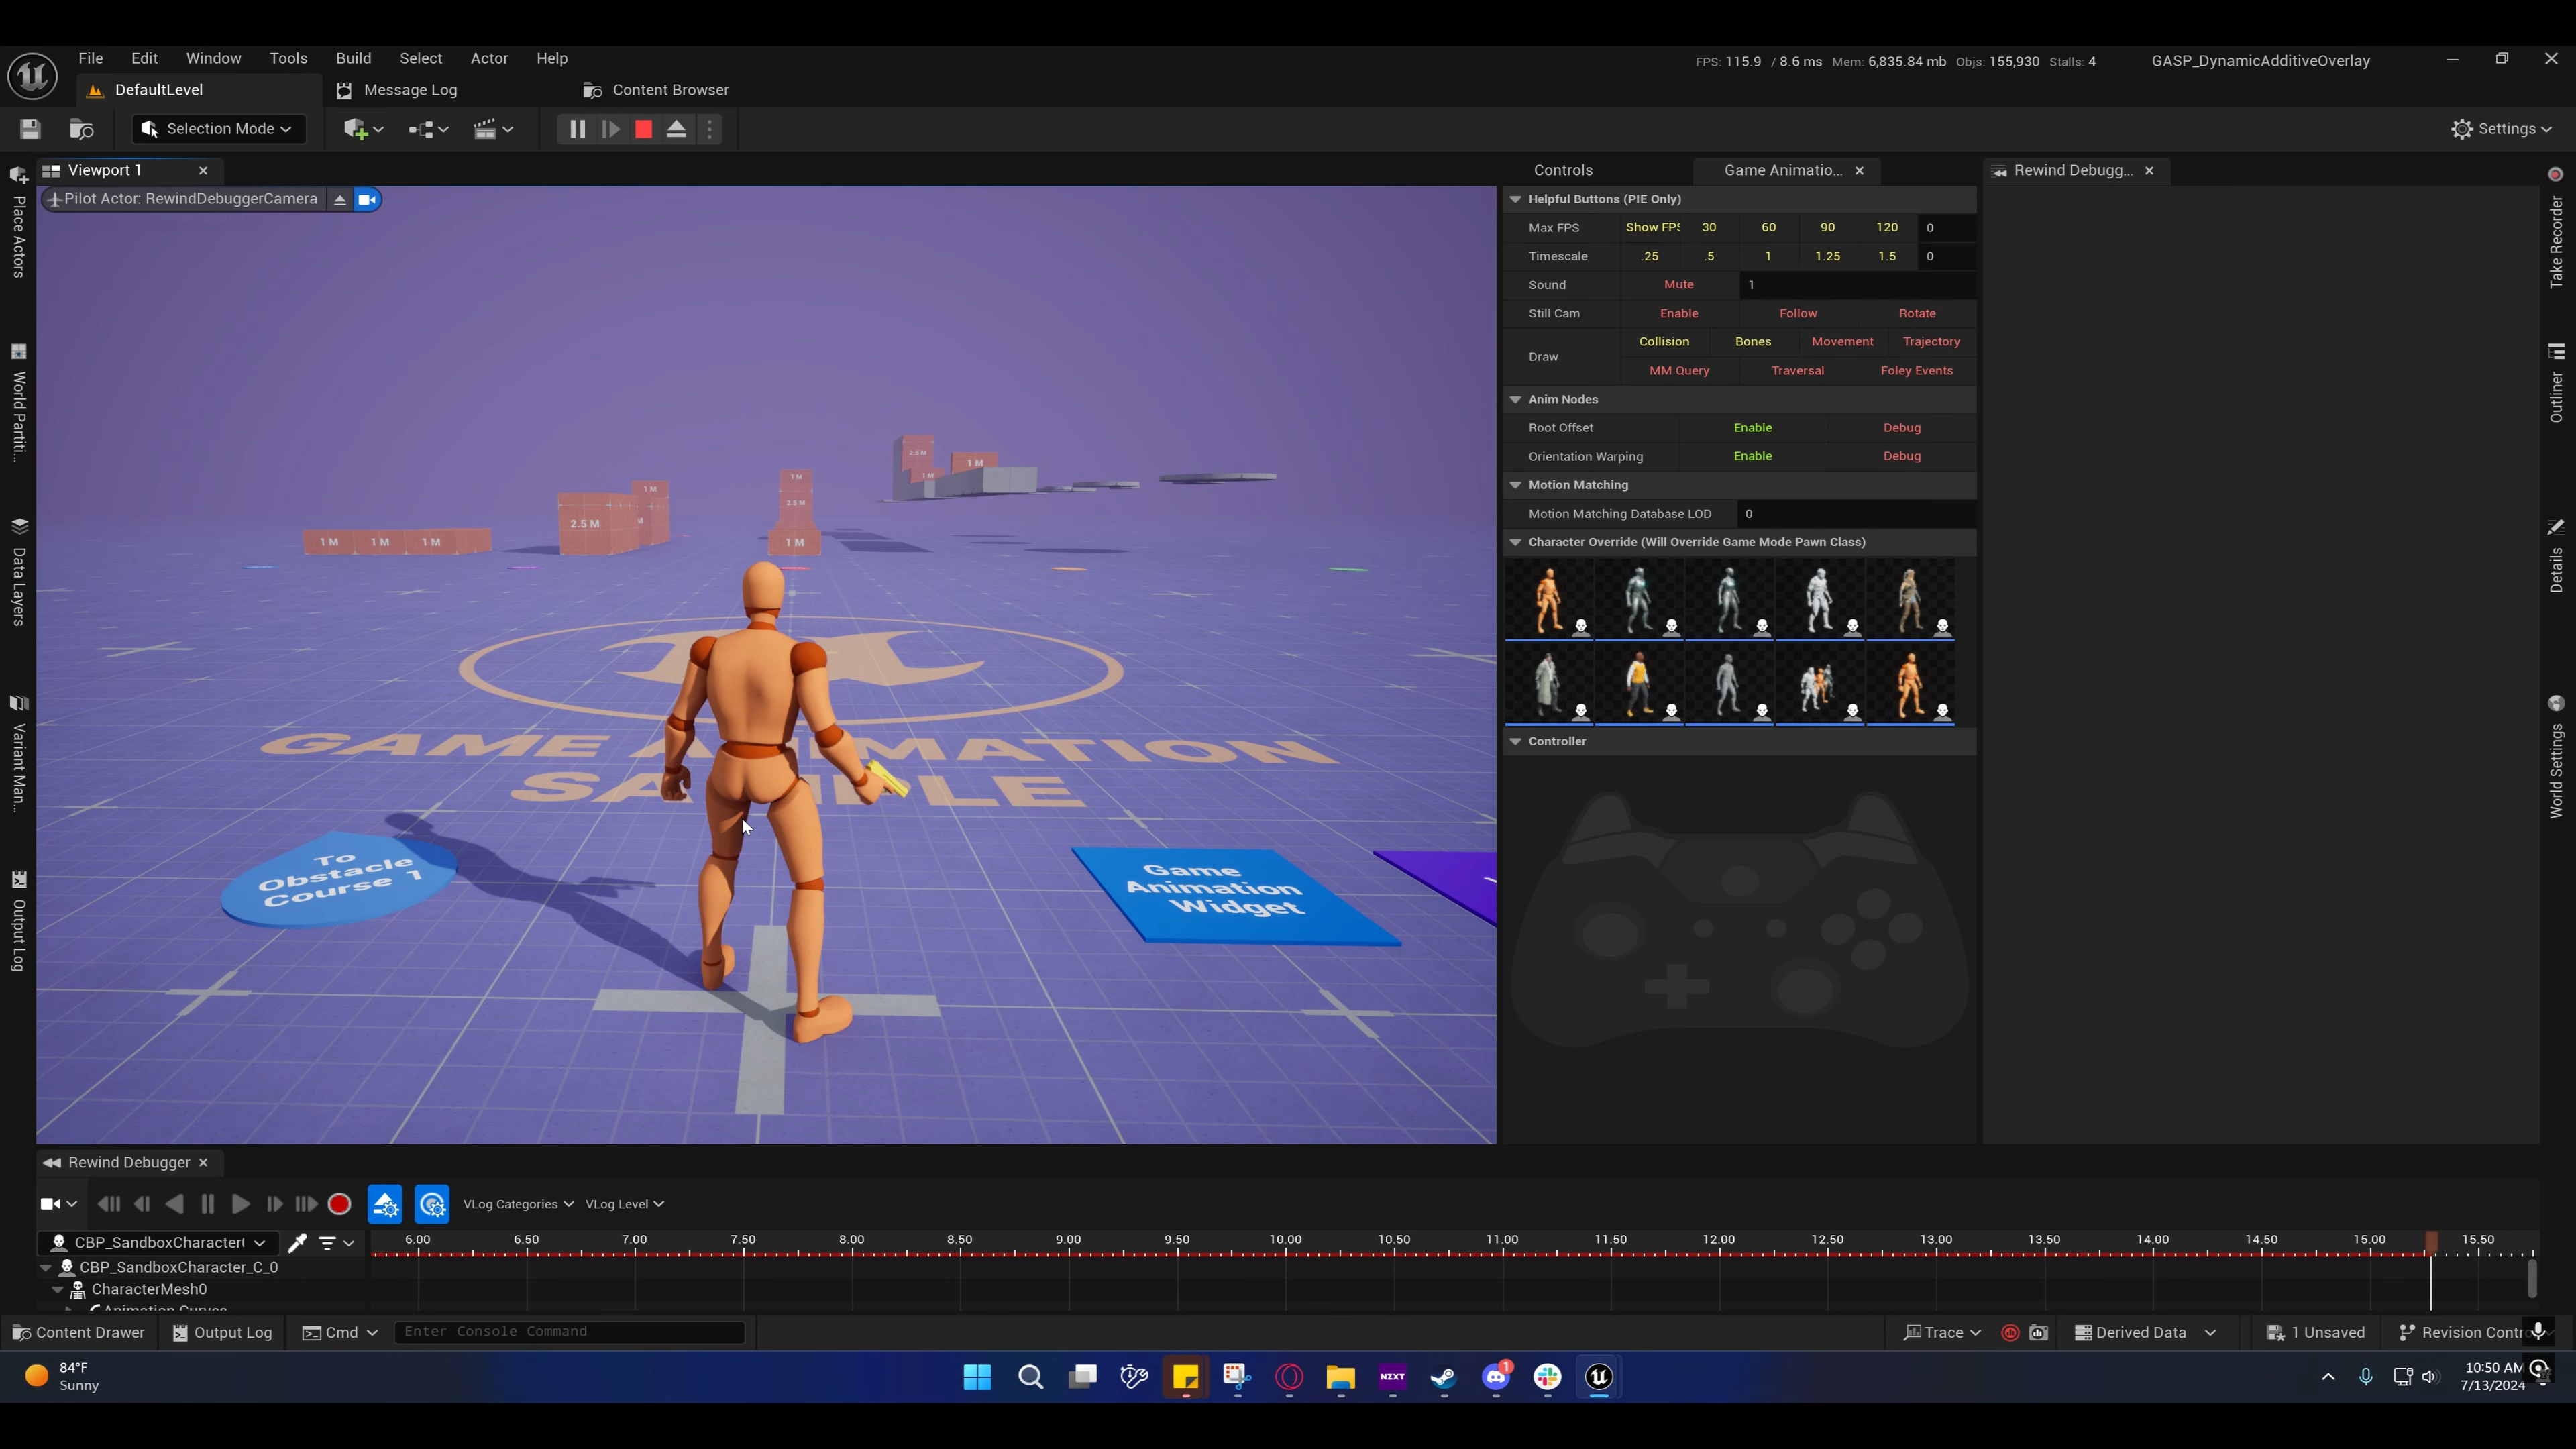 File Edit Window Tools Build Select Actor Help
FPS: 115.9 / 8.6 ms Mem: 6,835.84 mb Objs: 155,930 Stalls: 4
GASP_DynamicAdditiveOverlay
DefaultLevel
Message Log
Content Browser
Selection Mode
Settings
Viewport 1
Controls
Game Animatio...
Rewind Debugg...
Pilot Actor: RewindDebuggerCamera
Place Actors
World Partiti...
Data Layers
Variant Man...
Output Log
2.5 M
1 M
1 M
1 M
1 M
2.5 M
1 M
1 M
1 M
1 M
2.5 M
M
1 M
GAME ANIMATION
To
Obstacle
Course 1
Game
Animation
Widget
Helpful Buttons (PIE Only)
Max FPS Show FPS 30 60 90 120 0
Timescale .25 .5 1 1.25 1.5 0
Sound Mute 1
Still Cam Enable Follow Rotate
Draw Collision Bones Movement Trajectory
MM Query Traversal Foley Events
Anim Nodes
Root Offset Enable Debug
Orientation Warping Enable Debug
Motion Matching
Motion Matching Database LOD 0
Character Override (Will Override Game Mode Pawn Class)
Controller
Take Recorder
Outliner
Details
World Settings
Rewind Debugger
VLog Categories VLog Level
CBP_SandboxCharacter(
6.00 6.50 7.00 7.50 8.00 8.50 9.00 9.50 10.00 10.50 11.00 11.50 12.00 12.50 13.00 13.50 14.00 14.50 15.00 15.50
CBP_SandboxCharacter_C_0
CharacterMesh0
Animation Curves
Content Drawer Output Log Cmd Enter Console Command
Trace Derived Data 1 Unsaved Revision Contro
84°F
Sunny
NZXT
1
10:50 AM
7/13/2024